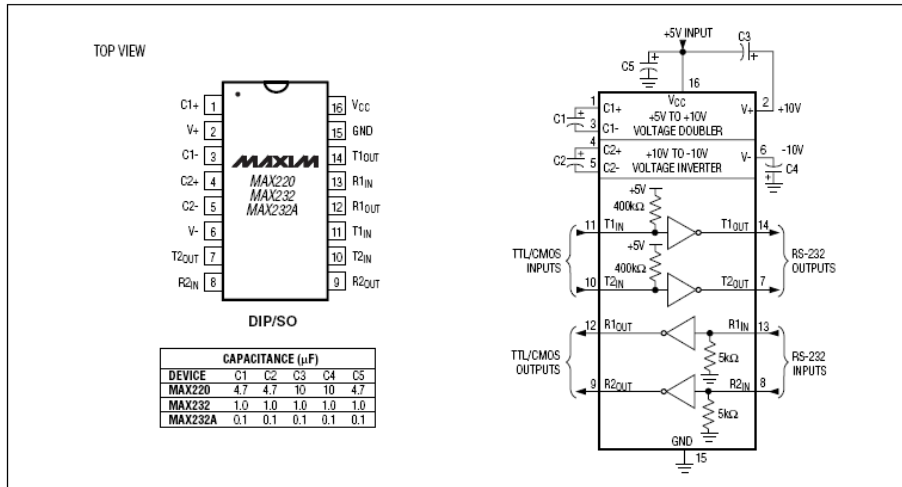 TOP VIEW
C1+ 1
V+ 2
C1- 3
C2+ 4
C2- 5
V- 6
T2OUT 7
R2IN 8
16 VCC
15 GND
14 T1OUT
13 R1IN
12 R1OUT
11 T1IN
10 T2IN
9 R2OUT
MAXIM
MAX220
MAX232
MAX232A
DIP/SO
CAPACITANCE (μF)
DEVICE C1 C2 C3 C4 C5
MAX220 4.7 4.7 10 10 4.7
MAX232 1.0 1.0 1.0 1.0 1.0
MAX232A 0.1 0.1 0.1 0.1 0.1
+5V INPUT
C3
C5
16
VCC
1 C1+
C1
3 C1-
+5V TO +10V
VOLTAGE DOUBLER
V+ 2 +10V
4 C2+
C2
5 C2-
+10V TO -10V
VOLTAGE INVERTER
V- 6 -10V
C4
+5V
400kΩ
11 T1IN
T1OUT 14
+5V
400kΩ
10 T2IN
T2OUT 7
TTL/CMOS
INPUTS
RS-232
OUTPUTS
12 R1OUT
R1IN 13
5kΩ
9 R2OUT
R2IN 8
5kΩ
TTL/CMOS
OUTPUTS
RS-232
INPUTS
GND
15